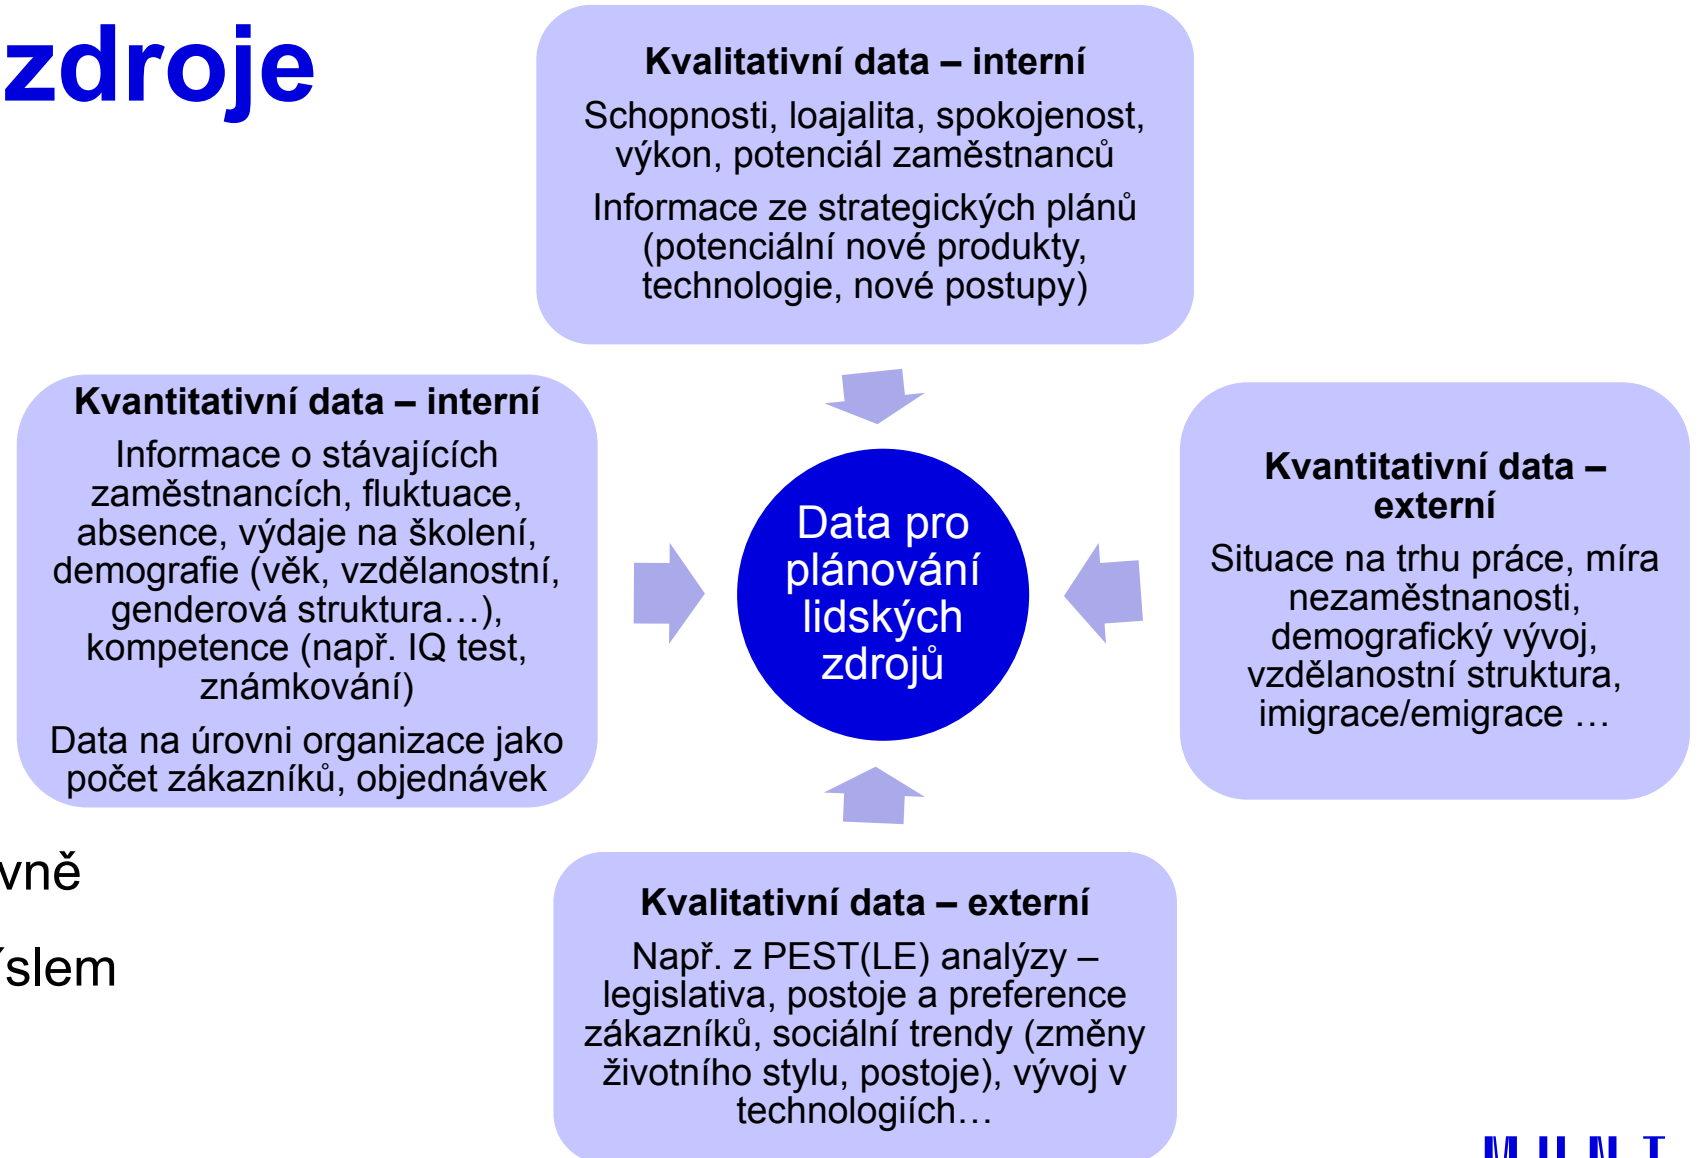 zdroje
Kvalitativní data – interní
Schopnosti, loajalita, spokojenost,
výkon, potenciál zaměstnanců
Informace ze strategických plánů
(potenciální nové produkty,
technologie, nové postupy)
Kvantitativní data – interní
Informace o stávajících
zaměstnancích, fluktuace,
absence, výdaje na školení,
demografie (věk, vzdělanostní,
genderová struktura…),
kompetence (např. IQ test,
známkování)
Data na úrovni organizace jako
počet zákazníků, objednávek
Data pro
plánování
lidských
zdrojů
Kvantitativní data –
externí
Situace na trhu práce, míra
nezaměstnanosti,
demografický vývoj,
vzdělanostní struktura,
imigrace/emigrace …
vně
íslem
Kvalitativní data – externí
Např. z PEST(LE) analýzy –
legislativa, postoje a preference
zákazníků, sociální trendy (změny
životního stylu, postoje), vývoj v
technologiích…
MUNI